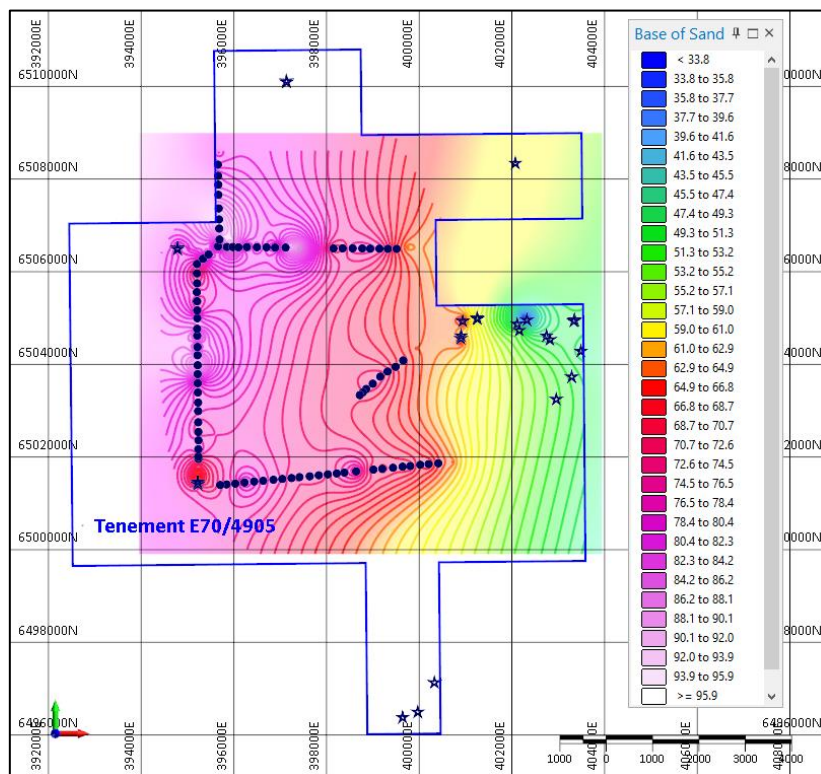 392000E
394000E
396000E
398000E
400000E
402000E
404000E
Base of Sand
6510000N
0000N
6508000N
8000N
6506000N
6000N
6504000N
4000N
6502000N
2000N
6500000N
0000N
6498000N
8000N
6496000N
6496000N
< 33.8
33.8 to 35.8
35.8 to 37.7
37.7 to 39.6
39.6 to 41.6
41.6 to 43.5
43.5 to 45.5
45.5 to 47.4
47.4 to 49.3
49.3 to 51.3
51.3 to 53.2
53.2 to 55.2
55.2 to 57.1
57.1 to 59.0
59.0 to 61.0
61.0 to 62.9
62.9 to 64.9
64.9 to 66.8
66.8 to 68.7
68.7 to 70.7
70.7 to 72.6
72.6 to 74.5
74.5 to 76.5
76.5 to 78.4
78.4 to 80.4
80.4 to 82.3
82.3 to 84.2
84.2 to 86.2
86.2 to 88.1
88.1 to 90.1
90.1 to 92.0
92.0 to 93.9
93.9 to 95.9
>= 95.9
Tenement E70/4905
392000E
394000E
396000E
398000E
400000E
402000E
404000E
1000
0
1000
2000
3000
4000